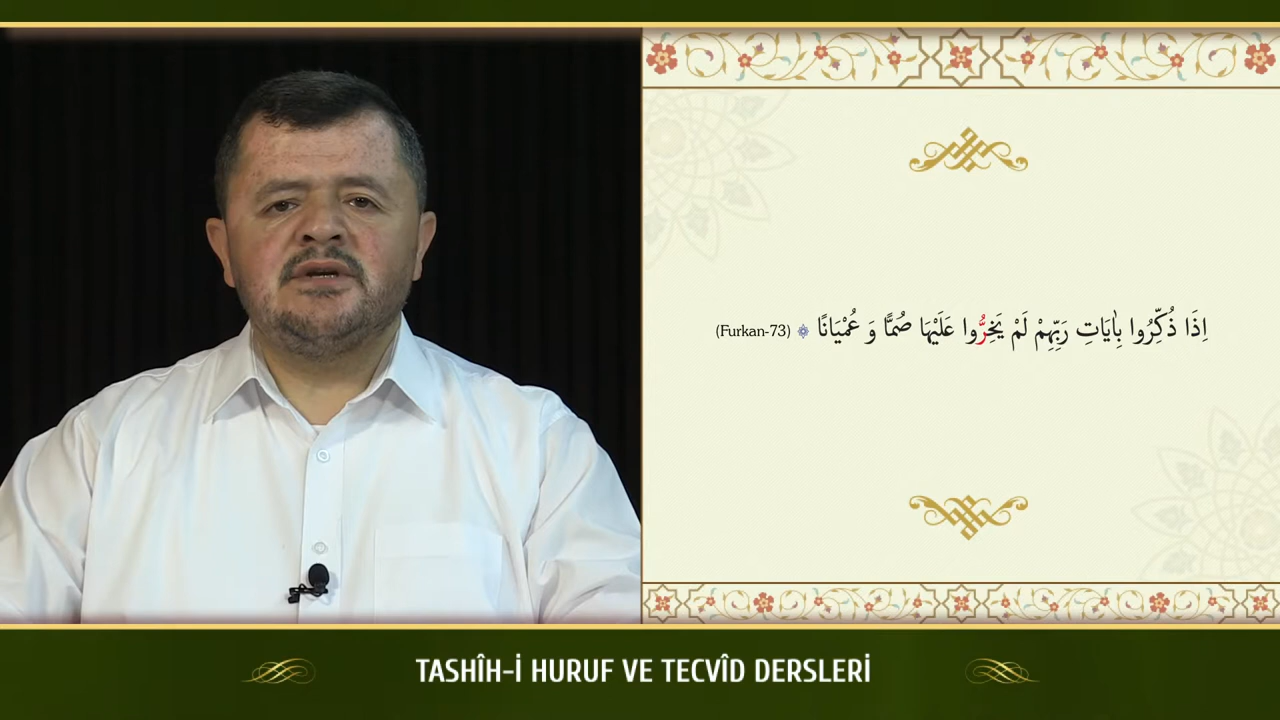 اِذَا ذُكِّرُوا بِاٰيَاتِ رَبِّهِمْ لَمْ يَخِرُّوا عَلَيْهَا صُمًّا وَ عُمْيَانًا (Furkan-73)
TASHÎH-İ HURUF VE TECVÎD DERSLERİ